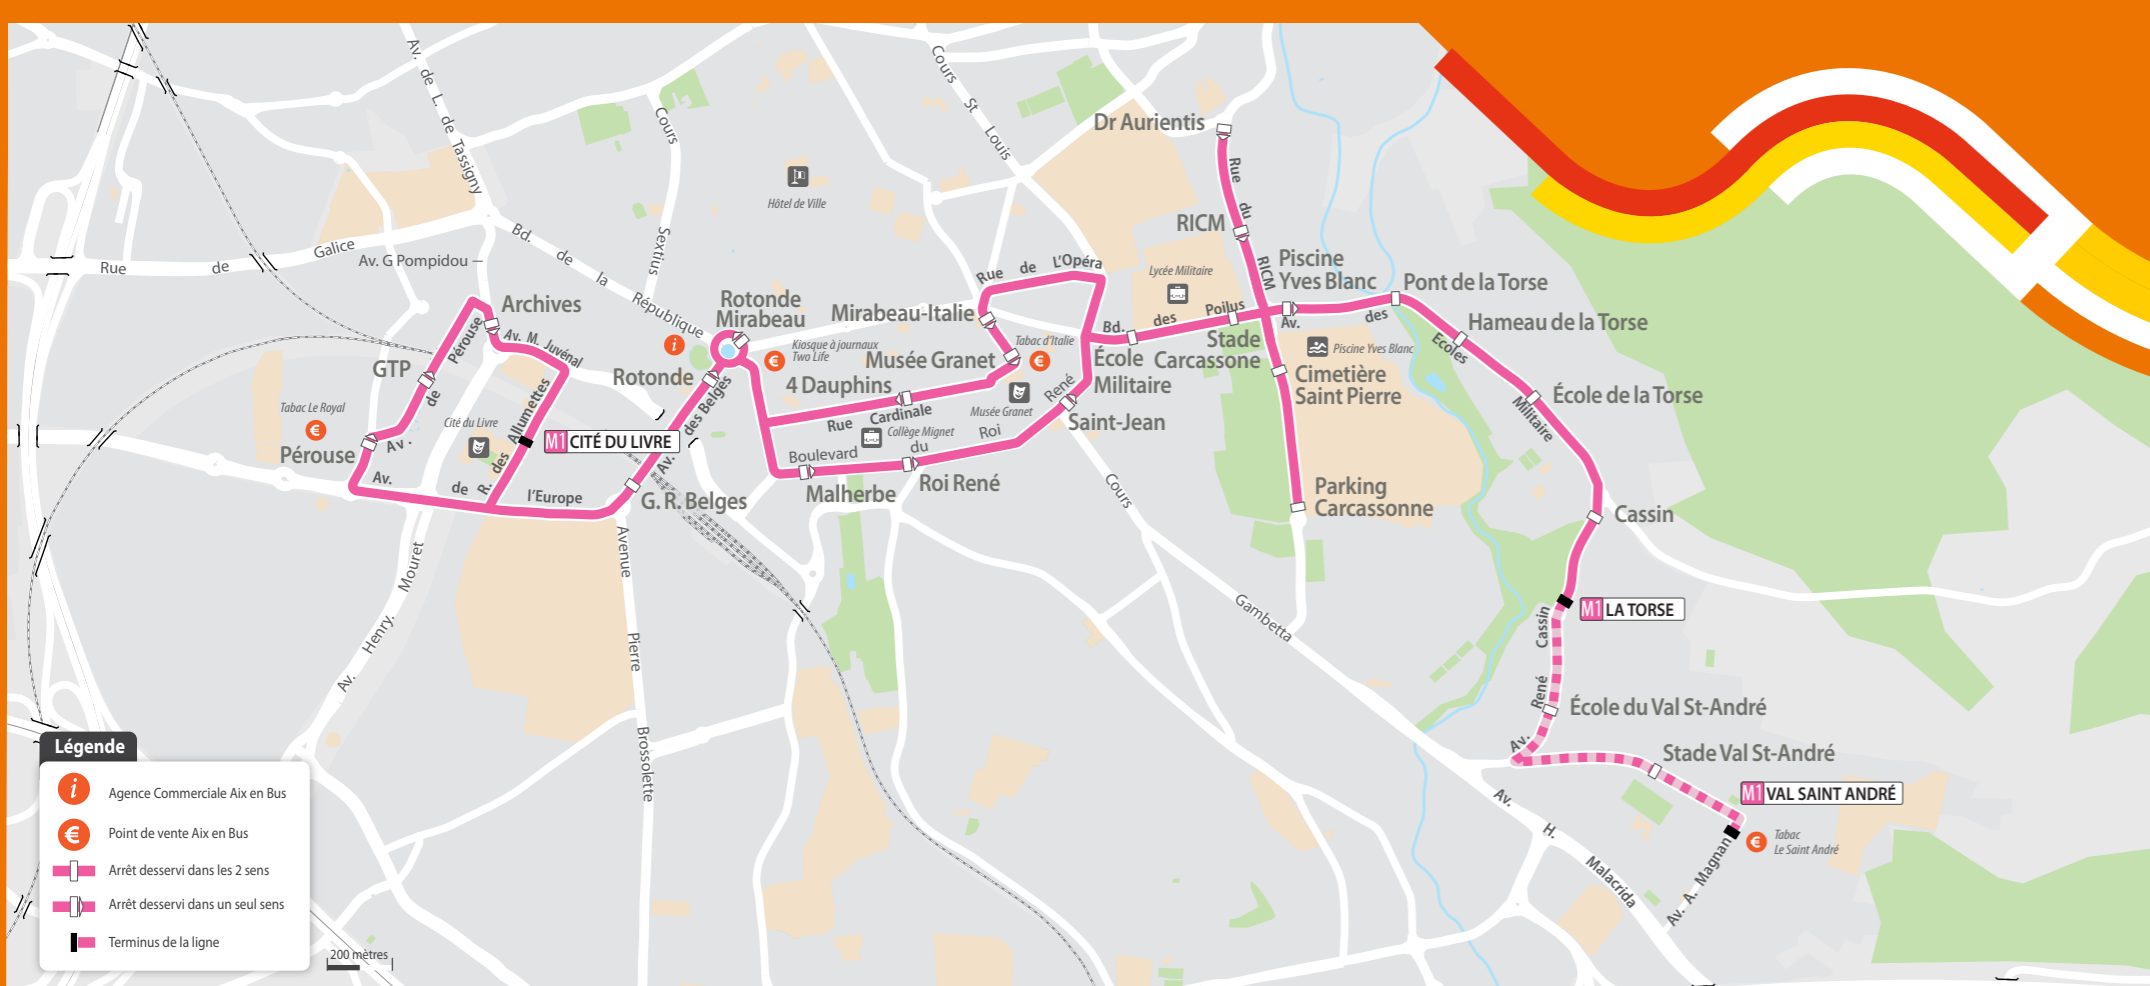 Av. de L. de Tassigny
Cours
Sextius
Cours St Louis
Hôtel de Ville
Dr Aurientis
Rue du RICM
RICM
Rue de Galice
Av. G Pompidou
Bd. de la République
Rotonde
Mirabeau
Mirabeau-Italie
Rue de L'Opéra
Lycée Militaire
Piscine
Yves Blanc
Pont de la Torse
Hameau de la Torse
Archives
Av. M. Juvénal
GTP
Av. de Pérouse
Tabac Le Royal
Pérouse
Cité du Livre
R. des Allumettes
M1 CITÉ DU LIVRE
Av. de l'Europe
Rotonde
Av. des Belges
G. R. Belges
Kiosque à journaux
Two Life
Musée Granet
Tabac d'Italie
4 Dauphins
Rue Cardinale
Collège Mignet
Musée Granet
Boulevard du Roi René
Malherbe
Roi René
Saint-Jean
École
Militaire
Bd. des Poilus
Stade
Carcassone
Av. des Ecoles Militaire
Piscine Yves Blanc
Cimetière
Saint Pierre
Parking
Carcassonne
École de la Torse
Cassin
M1 LA TORSE
Av. René Cassin
École du Val St-André
Stade Val St-André
M1 VAL SAINT ANDRÉ
Tabac
Le Saint André
Av. A. Magnan
Av. H. Malacrida
Cours Gambetta
Avenue Pierre Brossolette
Av. Henry. Mouret
Légende
i Agence Commerciale Aix en Bus
€ Point de vente Aix en Bus
Arrêt desservi dans les 2 sens
Arrêt desservi dans un seul sens
Terminus de la ligne
200 mètres